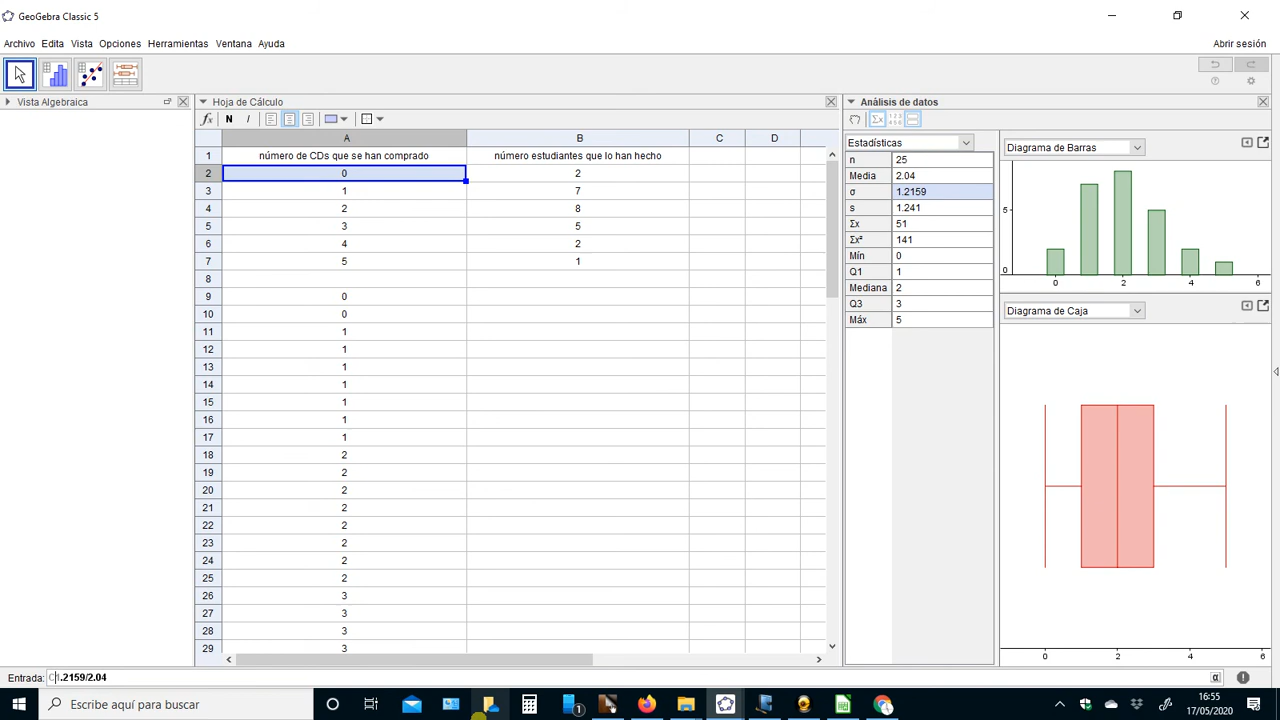 GeoGebra Classic 5
Archivo Edita Vista Opciones Herramientas Ventana Ayuda
Abrir sesión
Vista Algebraica
Hoja de Cálculo
Análisis de datos
N I
A B C D
1 número de CDs que se han comprado número estudiantes que lo han hecho
2 0 2
3 1 7
4 2 8
5 3 5
6 4 2
7 5 1
8
9 0
10 0
11 1
12 1
13 1
14 1
15 1
16 1
17 1
18 2
19 2
20 2
21 2
22 2
23 2
24 2
25 2
26 3
27 3
28 3
29 3
Estadísticas
n 25
Media 2.04
σ 1.2159
s 1.241
Σx 51
Σx² 141
Mín 0
Q1 1
Mediana 2
Q3 3
Máx 5
Diagrama de Barras
5
0
0 2 4 6
Diagrama de Caja
0 2 4 6
Entrada: 1.2159/2.04
α
Escribe aquí para buscar
1
16:55
17/05/2020